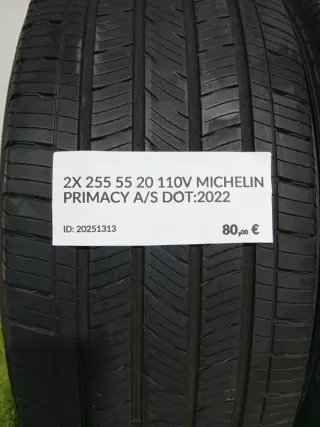 2X 255 55 20 110V MICHELIN
PRIMACY A/S DOT:2022
ID: 20251313 80,00 €